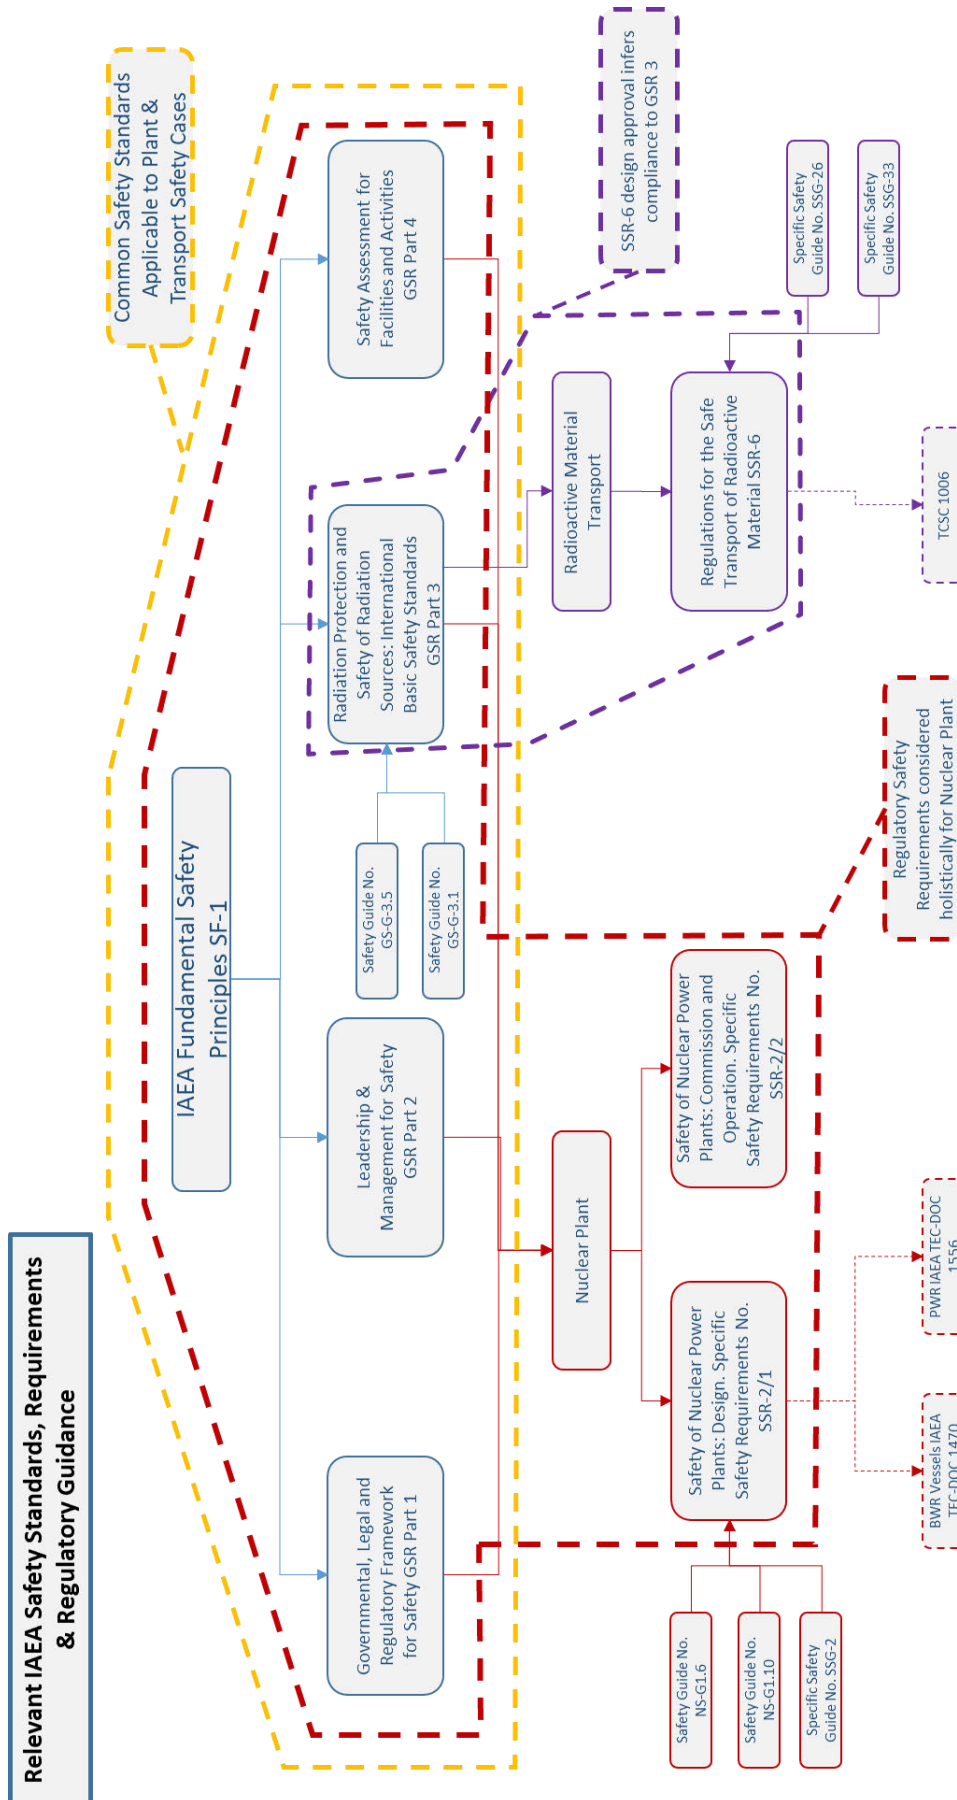 Relevant IAEA Safety Standards, Requirements
& Regulatory Guidance
Common Safety Standards
Applicable to Plant &
Transport Safety Cases
IAEA Fundamental Safety
Principles SF-1
Governmental, Legal and
Regulatory Framework
for Safety GSR Part 1
Leadership &
Management for Safety
GSR Part 2
Safety Guide No.
GS-G-3.5
Safety Guide No.
GS-G-3.1
Radiation Protection and
Safety of Radiation
Sources: International
Basic Safety Standards
GSR Part 3
Safety Assessment for
Facilities and Activities
GSR Part 4
Nuclear Plant
Radioactive Material
Transport
SSR-6 design approval infers
compliance to GSR 3
Safety Guide No.
NS-G1.6
Safety Guide No.
NS-G1.10
Specific Safety
Guide No. SSG-2
Safety of Nuclear Power
Plants: Design. Specific
Safety Requirements No.
SSR-2/1
Safety of Nuclear Power
Plants: Commission and
Operation. Specific
Safety Requirements No.
SSR-2/2
Regulations for the Safe
Transport of Radioactive
Material SSR-6
Specific Safety
Guide No. SSG-26
Specific Safety
Guide No. SSG-33
BWR Vessels IAEA
TEC-DOC 1470
PWR IAEA TEC-DOC
1556
Regulatory Safety
Requirements considered
holistically for Nuclear Plant
TCSC 1006